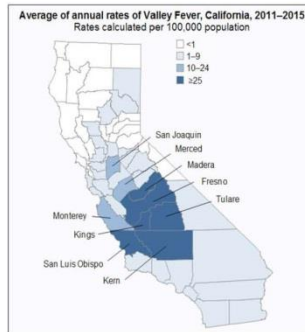 Average of annual rates of Valley Fever, California, 2011–2015
Rates calculated per 100,000 population
<1
1–9
10–24
≥25
San Joaquin
Merced
Madera
Fresno
Tulare
Monterey
Kings
San Luis Obispo
Kern